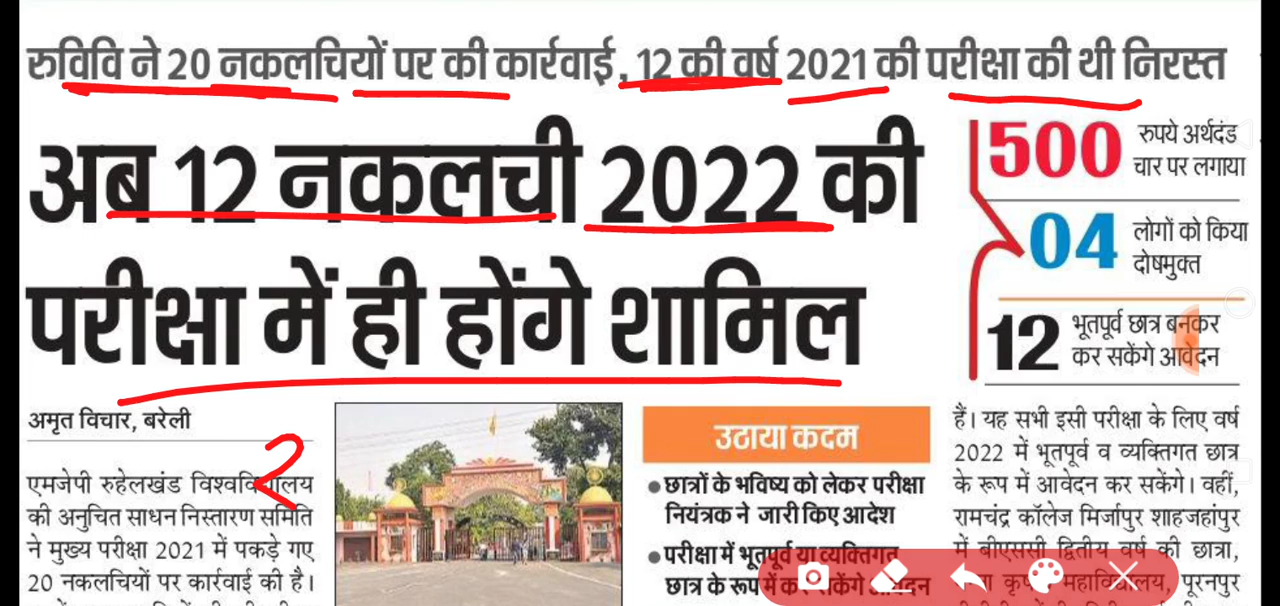 रुविवि ने 20 नकलचियों पर की कार्रवाई, 12 की वर्ष 2021 की परीक्षा की थी निरस्त
अब 12 नकलची 2022 की
परीक्षा में ही होंगे शामिल
500 रुपये अर्थदंड
चार पर लगाया
04 लोगों को किया
दोषमुक्त
12 भूतपूर्व छात्र बनकर
कर सकेंगे आवेदन
अमृत विचार, बरेली
एमजेपी रुहेलखंड विश्वविद्यालय
की अनुचित साधन निस्तारण समिति
ने मुख्य परीक्षा 2021 में पकड़े गए
20 नकलचियों पर कार्रवाई की है।
उठाया कदम
• छात्रों के भविष्य को लेकर परीक्षा
नियंत्रक ने जारी किए आदेश
• परीक्षा में भूतपूर्व या व्यक्तिगत
छात्र के रूप में कर सकेंगे आवेदन
हैं। यह सभी इसी परीक्षा के लिए वर्ष
2022 में भूतपूर्व व व्यक्तिगत छात्र
के रूप में आवेदन कर सकेंगे। वहीं,
रामचंद्र कॉलेज मिर्जापुर शाहजहांपुर
में बीएससी द्वितीय वर्ष की छात्रा,
महाविद्यालय, पूरनपुर